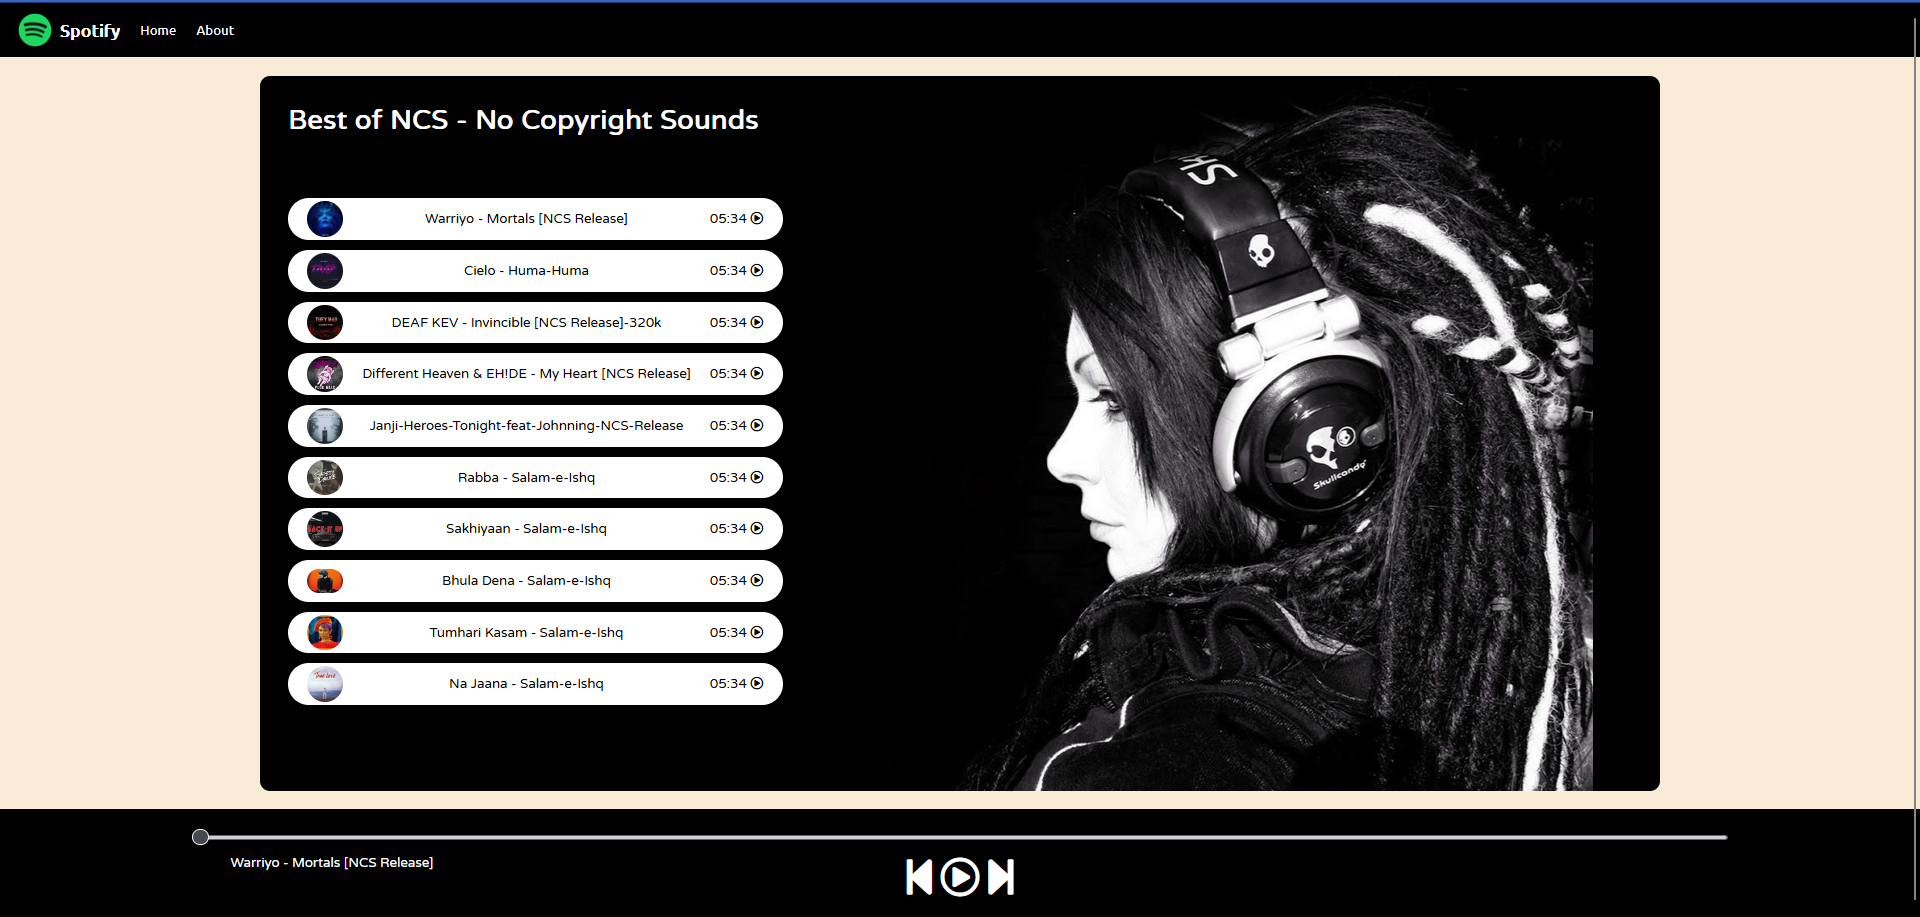 Spotify Home About
Best of NCS - No Copyright Sounds
Warriyo - Mortals [NCS Release] 05:34
Cielo - Huma-Huma 05:34
DEAF KEV - Invincible [NCS Release]-320k 05:34
Different Heaven & EH!DE - My Heart [NCS Release] 05:34
Janji-Heroes-Tonight-feat-Johnning-NCS-Release 05:34
Rabba - Salam-e-Ishq 05:34
Sakhiyaan - Salam-e-Ishq 05:34
BACK IT UP
Bhula Dena - Salam-e-Ishq 05:34
Tumhari Kasam - Salam-e-Ishq 05:34
Na Jaana - Salam-e-Ishq 05:34
SK
Skullcandy
Warriyo - Mortals [NCS Release]